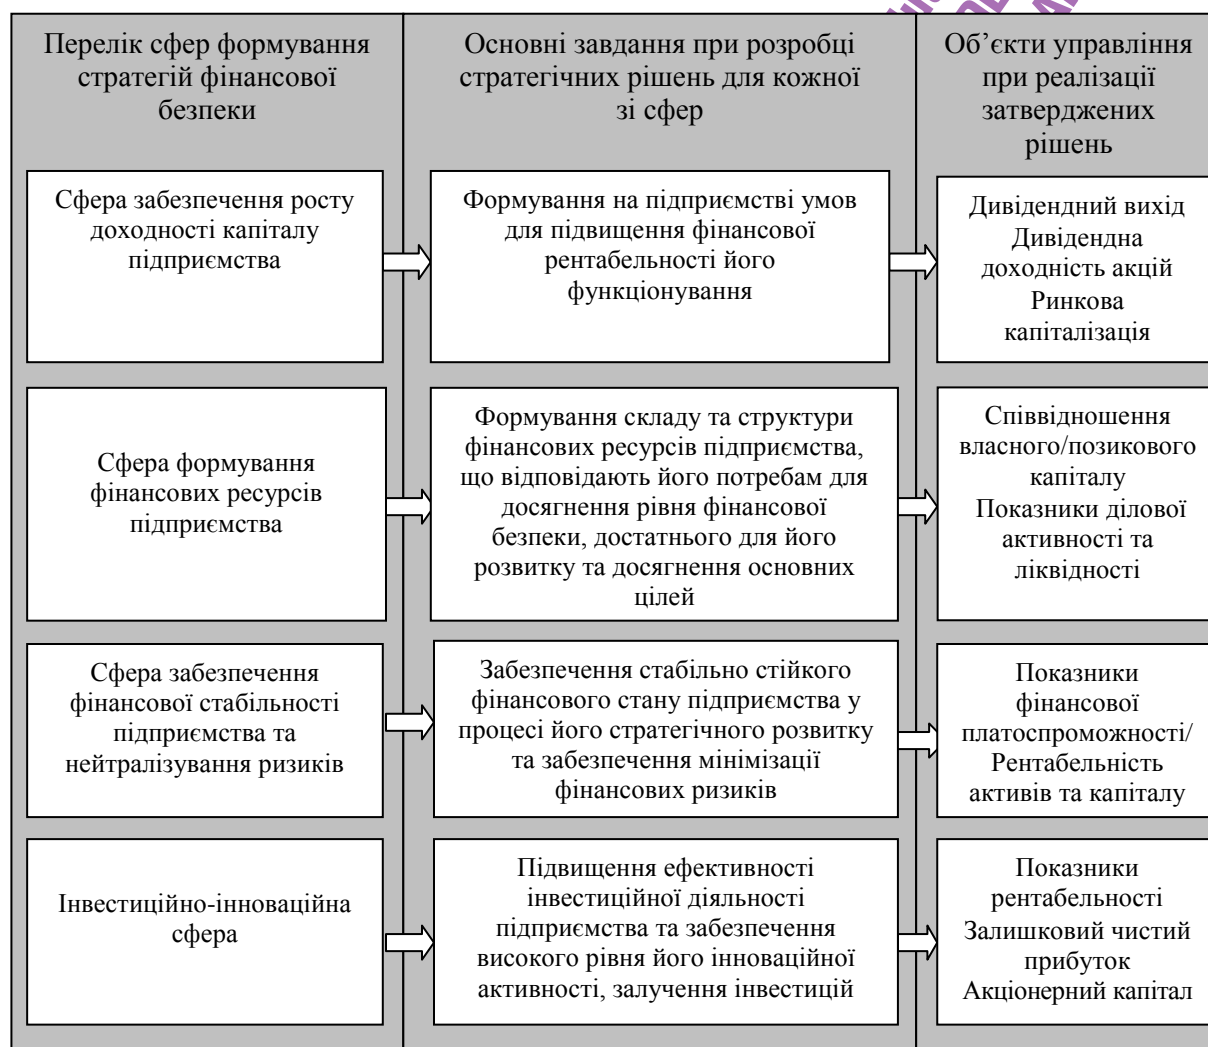 Перелік сфер формування
стратегій фінансової
безпеки
Основні завдання при розробці
стратегічних рішень для кожної
зі сфер
Об’єкти управління
при реалізації
затверджених
рішень
Сфера забезпечення росту
доходності капіталу
підприємства
Формування на підприємстві умов
для підвищення фінансової
рентабельності його
функціонування
Дивідендний вихід
Дивідендна
доходність акцій
Ринкова
капіталізація
Сфера формування
фінансових ресурсів
підприємства
Формування складу та структури
фінансових ресурсів підприємства,
що відповідають його потребам для
досягнення рівня фінансової
безпеки, достатнього для його
розвитку та досягнення основних
цілей
Співвідношення
власного/позикового
капіталу
Показники ділової
активності та
ліквідності
Сфера забезпечення
фінансової стабільності
підприємства та
нейтралізування ризиків
Забезпечення стабільно стійкого
фінансового стану підприємства у
процесі його стратегічного розвитку
та забезпечення мінімізації
фінансових ризиків
Показники
фінансової
платоспроможності/
Рентабельність
активів та капіталу
Інвестиційно-інноваційна
сфера
Підвищення ефективності
інвестиційної діяльності
підприємства та забезпечення
високого рівня його інноваційної
активності, залучення інвестицій
Показники
рентабельності
Залишковий чистий
прибуток
Акціонерний капітал